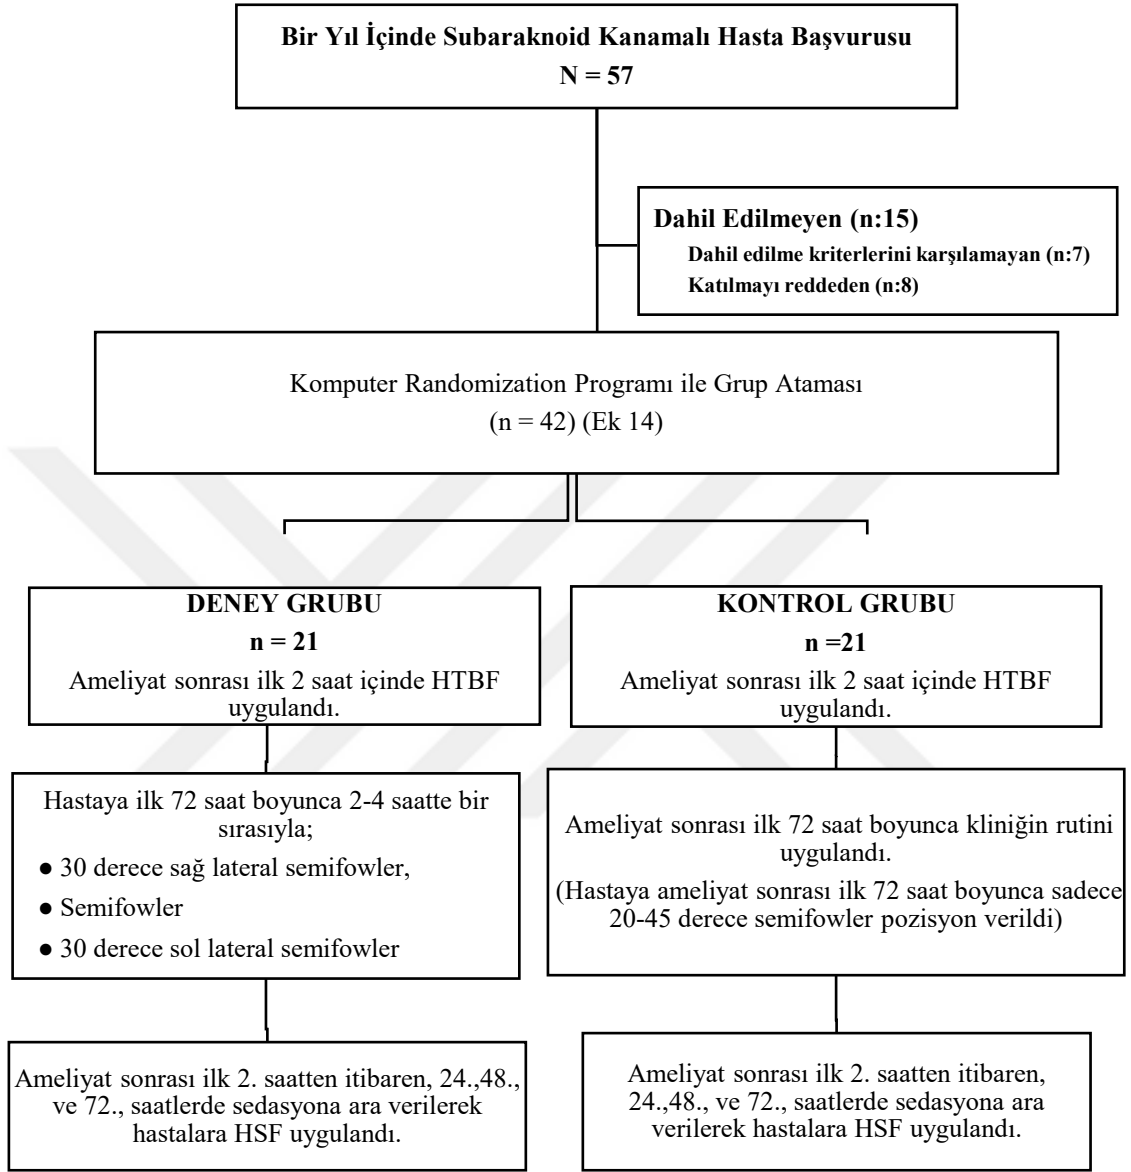 Bir Yıl İçinde Subaraknoid Kanamalı Hasta Başvurusu
N = 57
Dahil Edilmeyen (n:15)
Dahil edilme kriterlerini karşılamayan (n:7)
Katılmayı reddeden (n:8)
Komputer Randomization Programı ile Grup Ataması
(n = 42) (Ek 14)
DENEY GRUBU
n = 21
Ameliyat sonrası ilk 2 saat içinde HTBF
uygulandı.
KONTROL GRUBU
n =21
Ameliyat sonrası ilk 2 saat içinde HTBF
uygulandı.
Hastaya ilk 72 saat boyunca 2-4 saatte bir
sırasıyla;
● 30 derece sağ lateral semifowler,
● Semifowler
● 30 derece sol lateral semifowler
Ameliyat sonrası ilk 72 saat boyunca kliniğin rutini
uygulandı.
(Hastaya ameliyat sonrası ilk 72 saat boyunca sadece
20-45 derece semifowler pozisyon verildi)
Ameliyat sonrası ilk 2. saatten itibaren, 24.,48.,
ve 72., saatlerde sedasyona ara verilerek
hastalara HSF uygulandı.
Ameliyat sonrası ilk 2. saatten itibaren,
24.,48., ve 72., saatlerde sedasyona ara
verilerek hastalara HSF uygulandı.